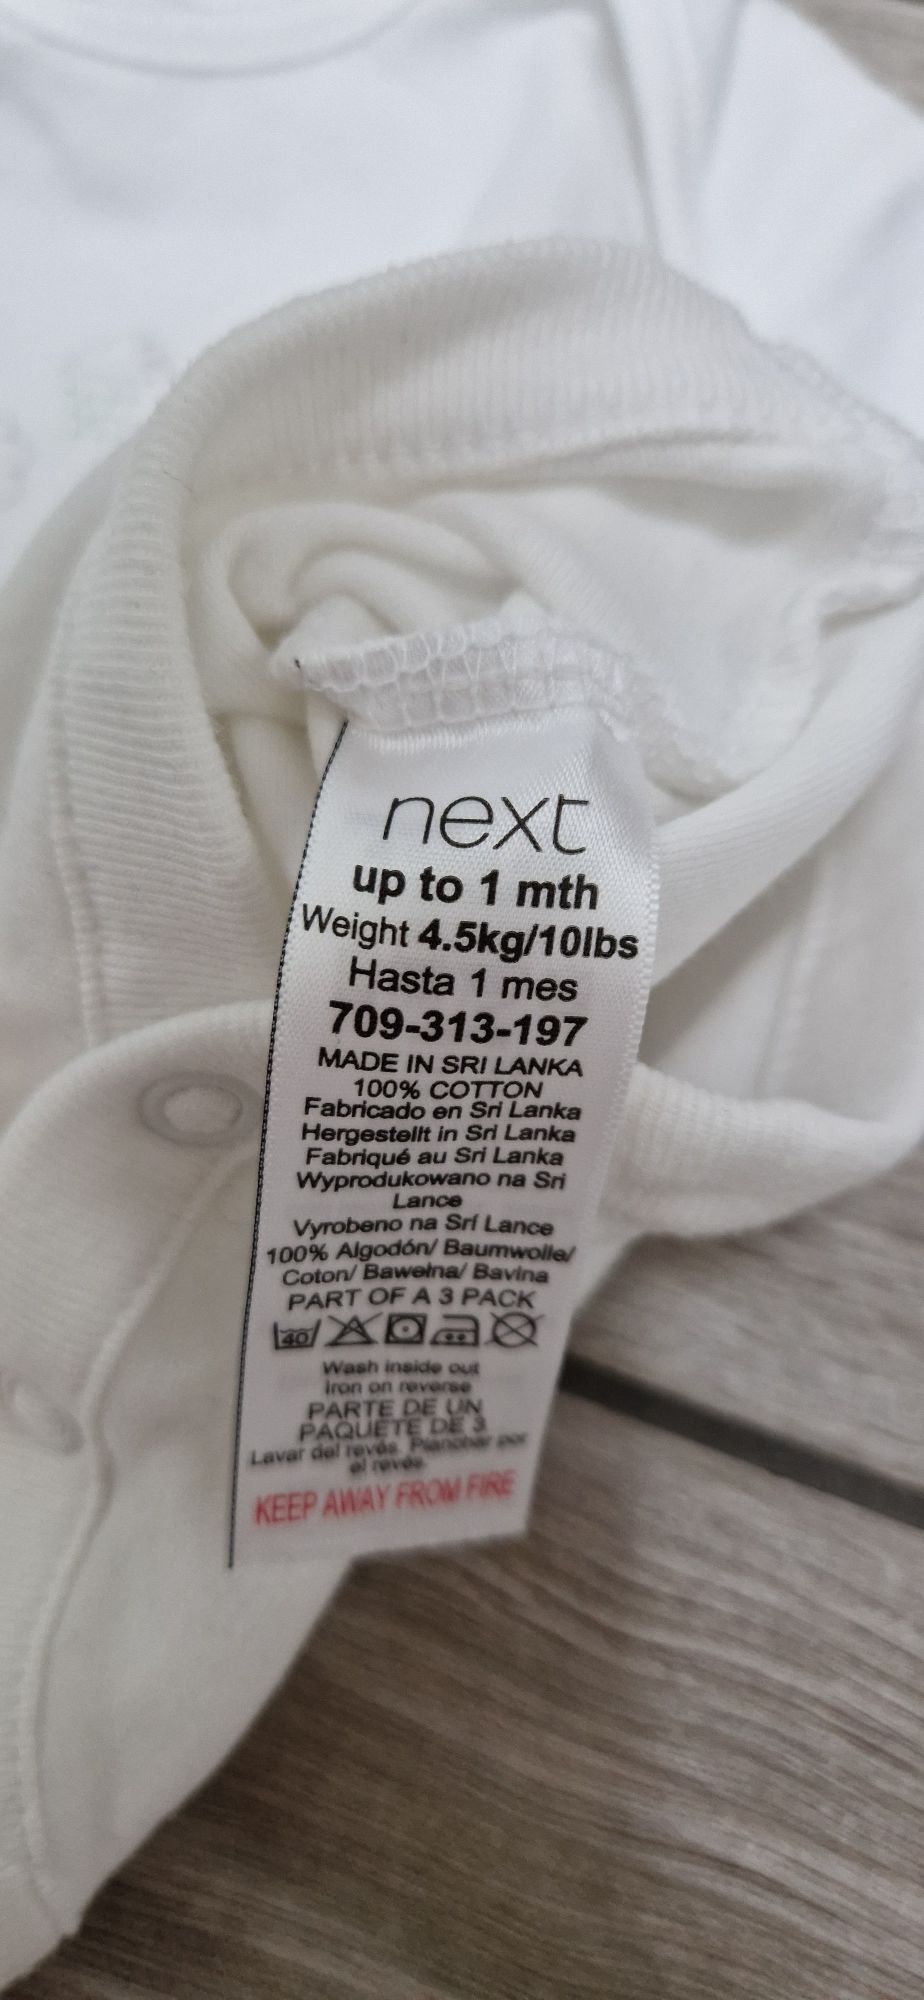 next
up to 1 mth
Weight 4.5kg/10lbs
Hasta 1 mes
709-313-197
MADE IN SRI LANKA
100% COTTON
Fabricado en Sri Lanka
Hergestellt in Sri Lanka
Fabriqué au Sri Lanka
Wyprodukowano na Sri
Lance
Vyrobeno na Srí Lance
100% Algodón/ Baumwolle/
Coton/ Bawełna/ Bavlna
PART OF A 3 PACK
40
Wash inside out
Iron on reverse
PARTE DE UN
PAQUETE DE 3
Lavar del revés. Planchar por
el revés.
KEEP AWAY FROM FIRE